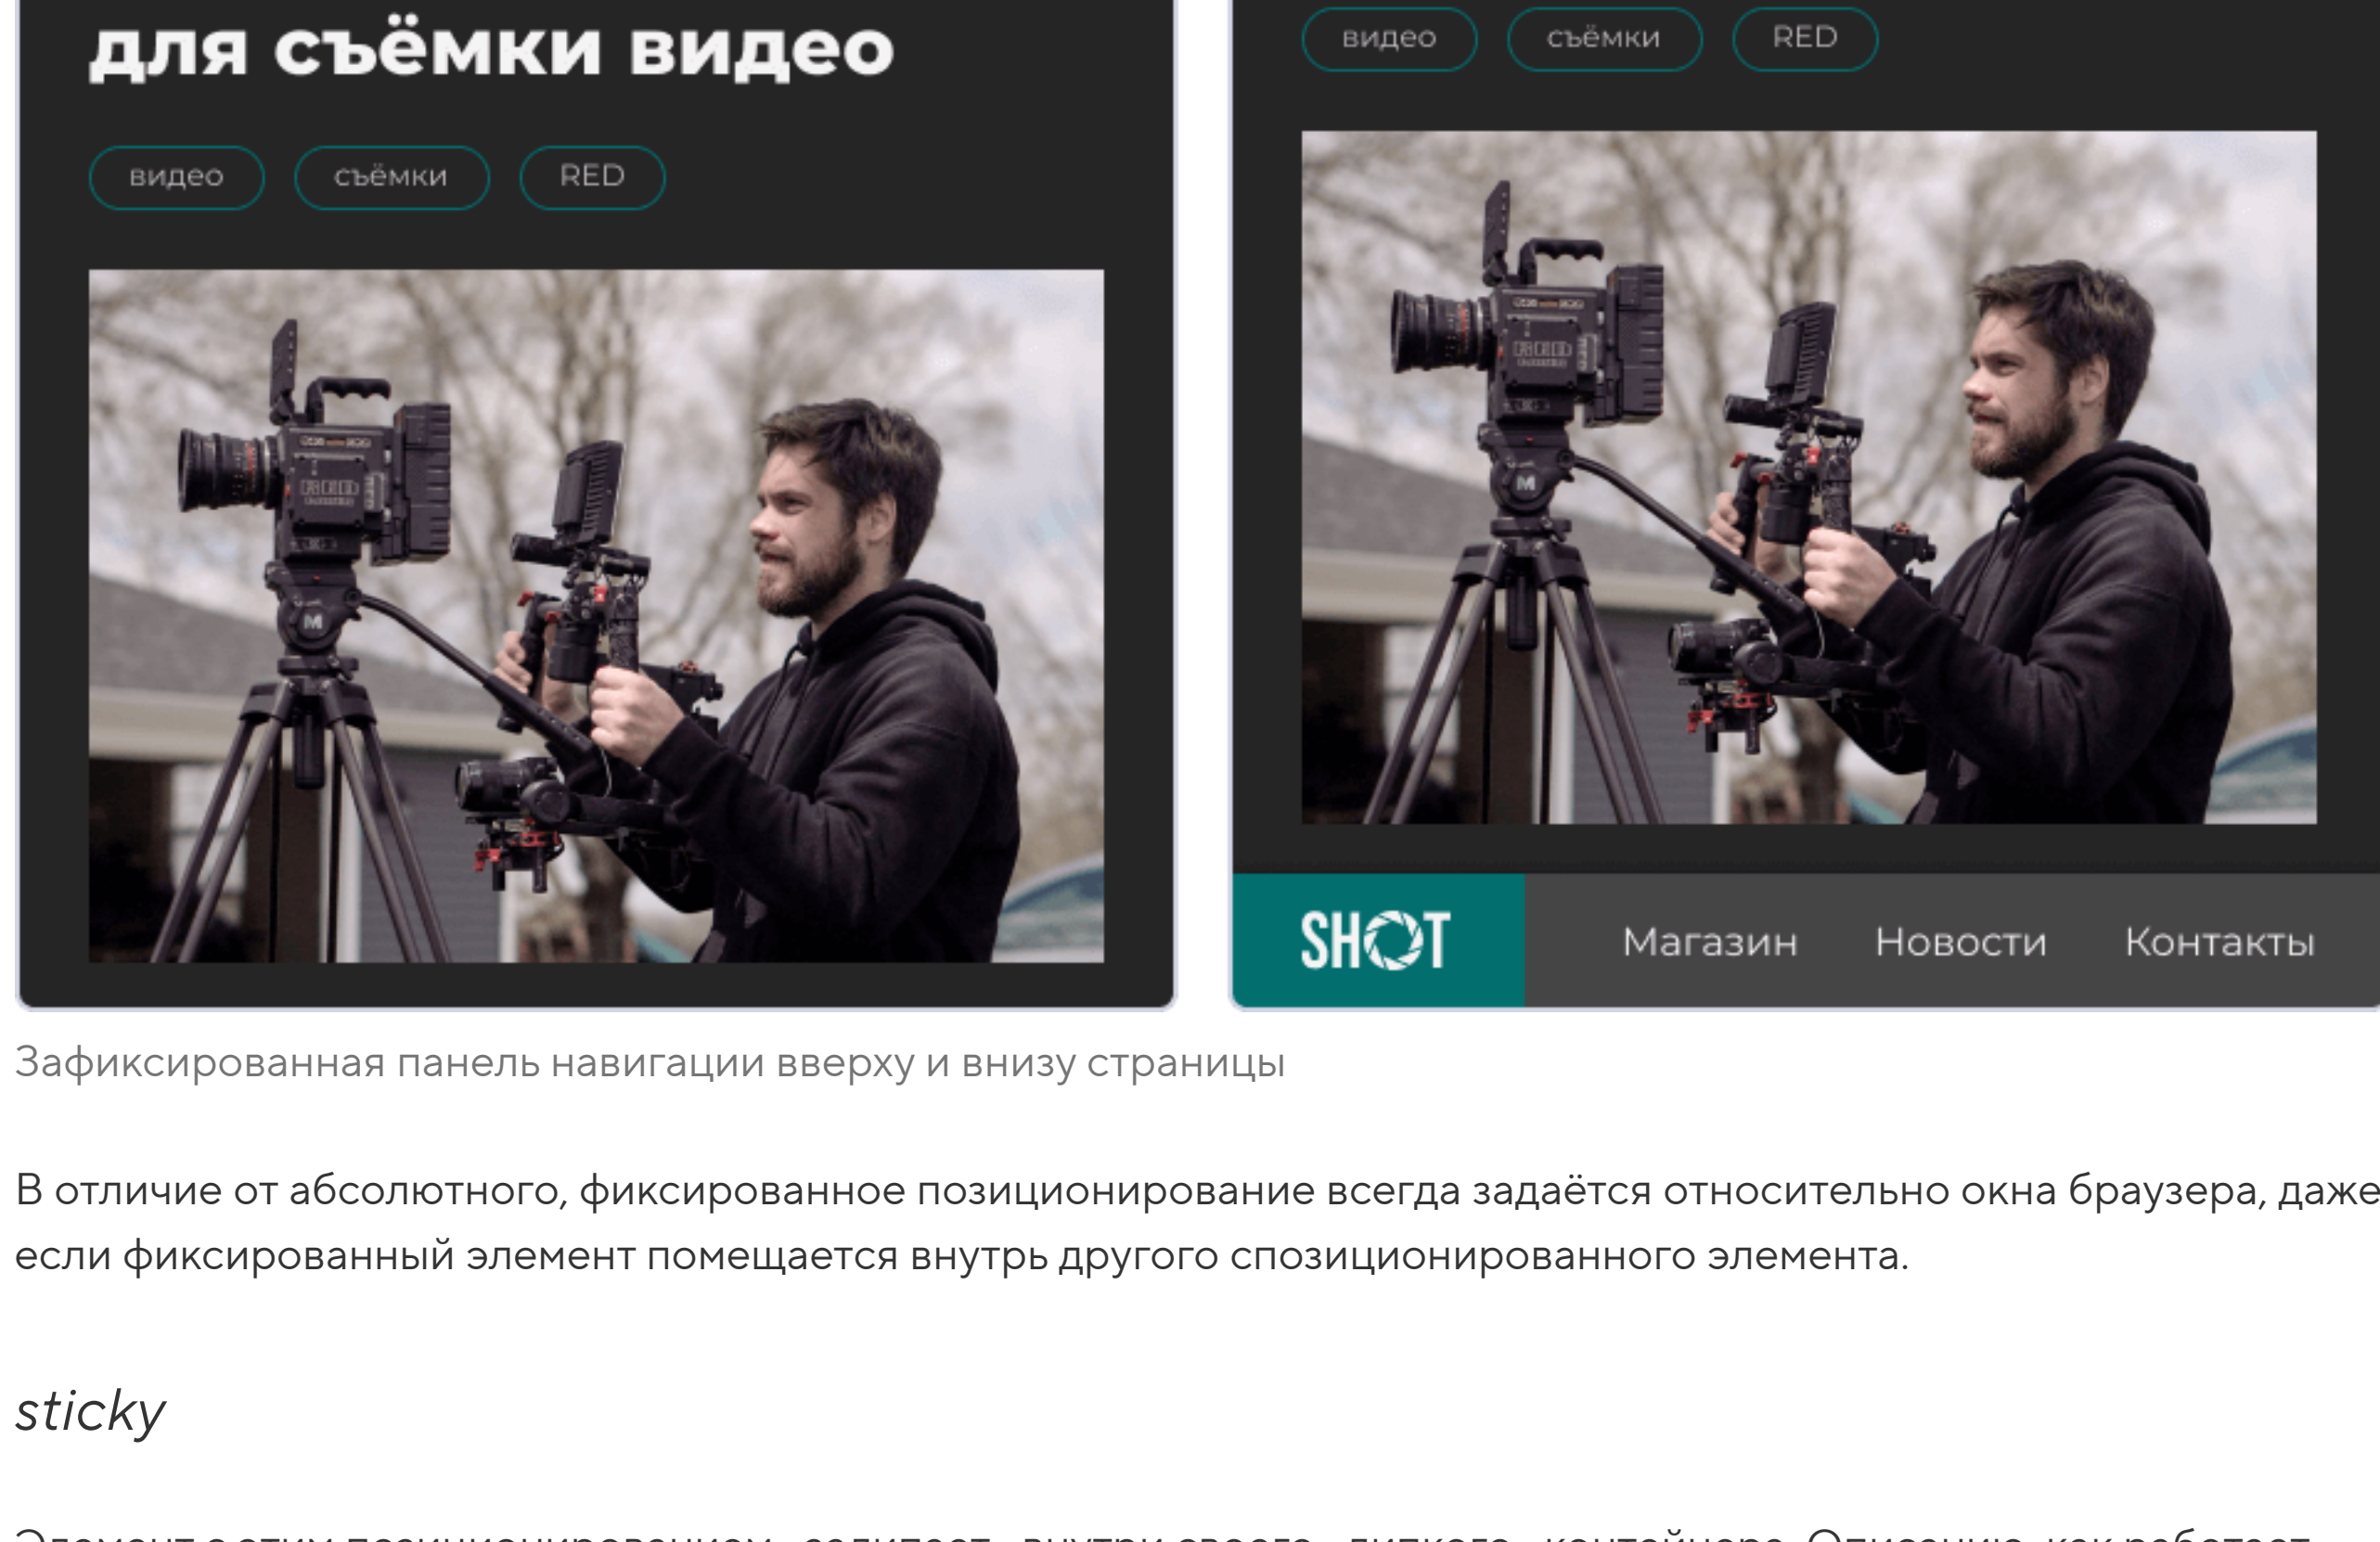 для съёмки видео
видео съёмки RED
видео съёмки RED
SHOT Магазин Новости Контакты
Зафиксированная панель навигации вверху и внизу страницы
В отличие от абсолютного, фиксированное позиционирование всегда задаётся относительно окна браузера, даже
если фиксированный элемент помещается внутрь другого спозиционированного элемента.
sticky